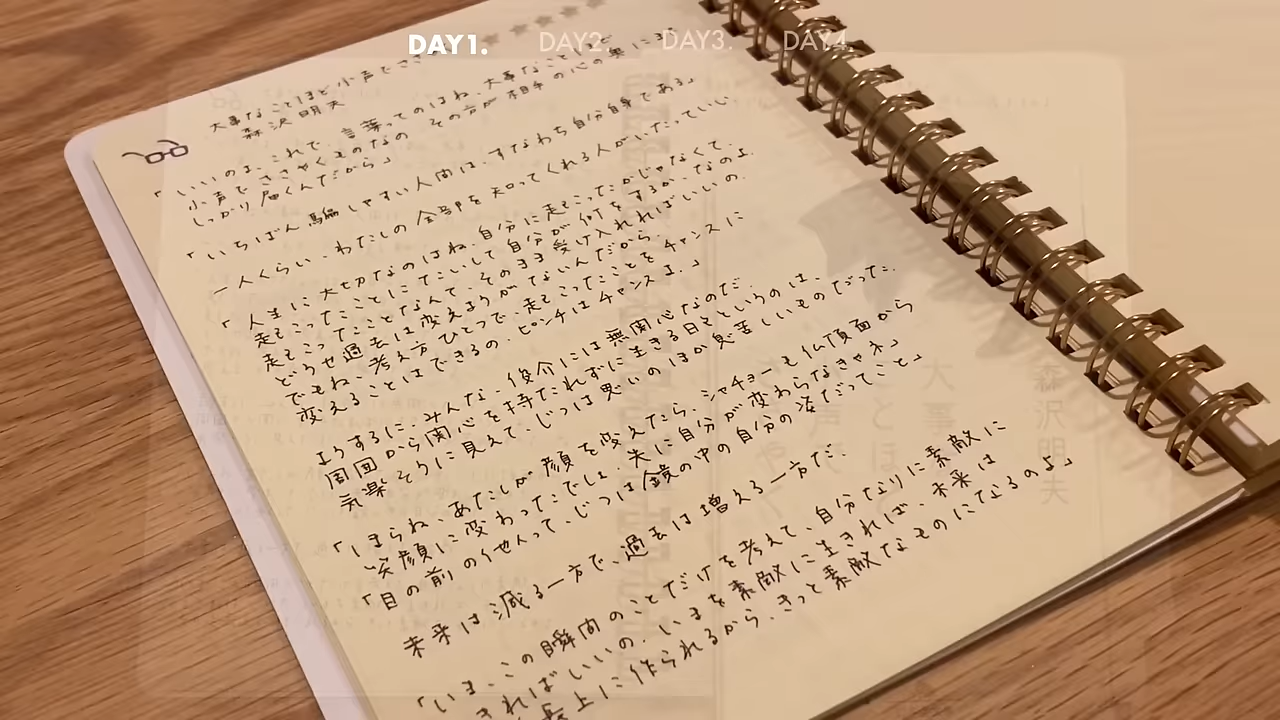 DAY1. DAY2. DAY3. DAY4.
大事なことほど小声でささ
森沢明夫
「いいのよ、これで。言葉ってのはね、大事なことほど
小声でささやくものなの。その方が相手の心の奥にま
しっかり届くんだから」
「いちばん騙しやすい人間は、すなわち自分自身である」
一人くらい、わたしの全部を知ってくれる人がいたっていい
「人生に大切なのはね、自分に起こったかじゃなくて、
起こったことにたいして自分が何をするか、なのよ。
起こったことなんて、そのまま受け入れればいいの。
どうせ過去は変えようがないんだから。
でもね、考え方ひとつで、起こったことを、チャンスに
変えることはできるの。ピンチはチャンスよ。」
ようするに、みんな、俊介には無関心なのだ。
周囲から関心を持たれずに生きる日々というのは、
気楽そうに見えて、じつは思いのほか息苦しいものだった。
「ほらね、あたしが顔を変えたら、シャチョーも仏頂面から
笑顔に変わったでしょ。先に自分が変わらなきゃネ」
「目の前の他人って、じつは鏡の中の自分の姿だってこと」
未来は減る一方で、過去は増える一方だ。
「いま、この瞬間のことだけを考えて、自分なりに素敵に
きればいいの。いまを素敵に生きれば、未来は
上に作られるから、きっと素敵なものになるのよ」
森沢明夫
大事
とほ
声で
さやく